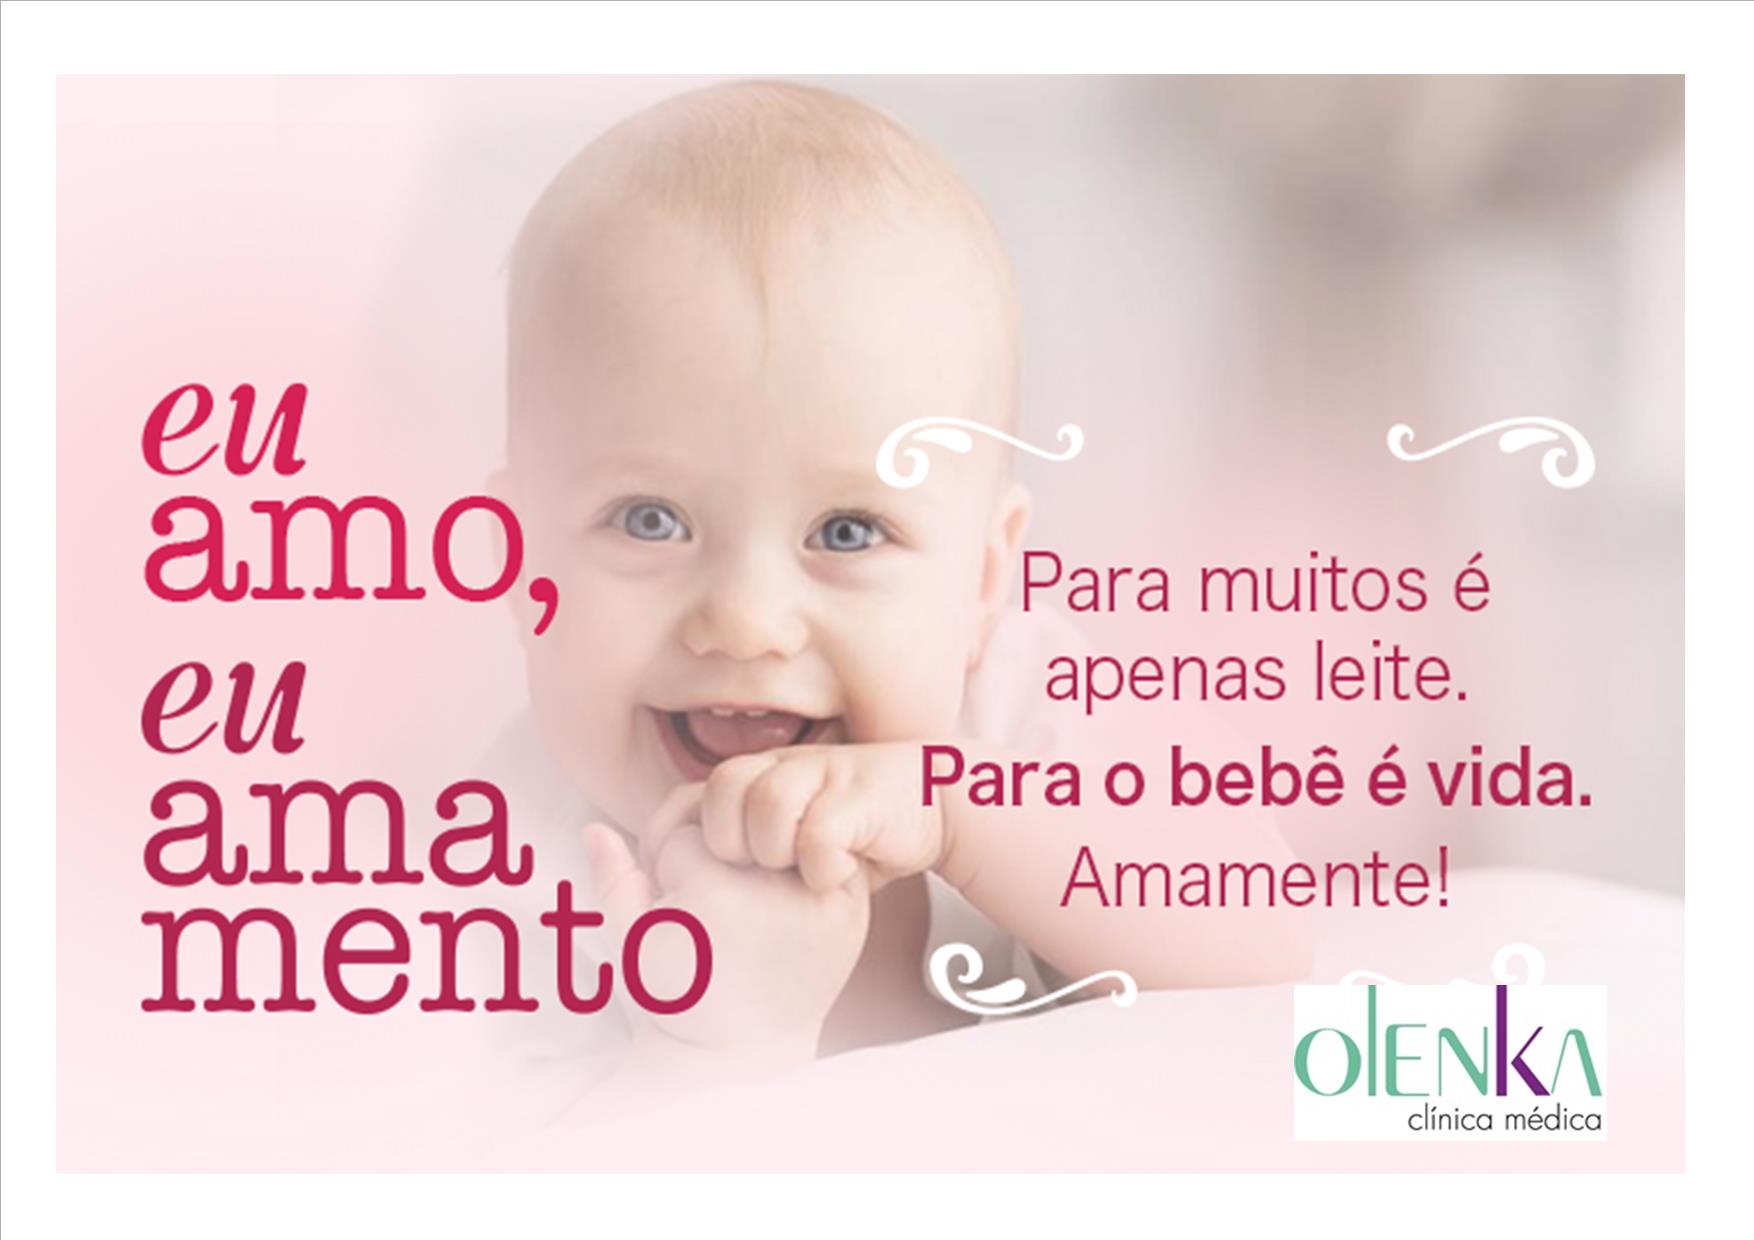 eu
amo,
eu
ama
mento
Para muitos é
apenas leite.
Para o bebê é vida.
Amamente!
OlENKA
clínica médica